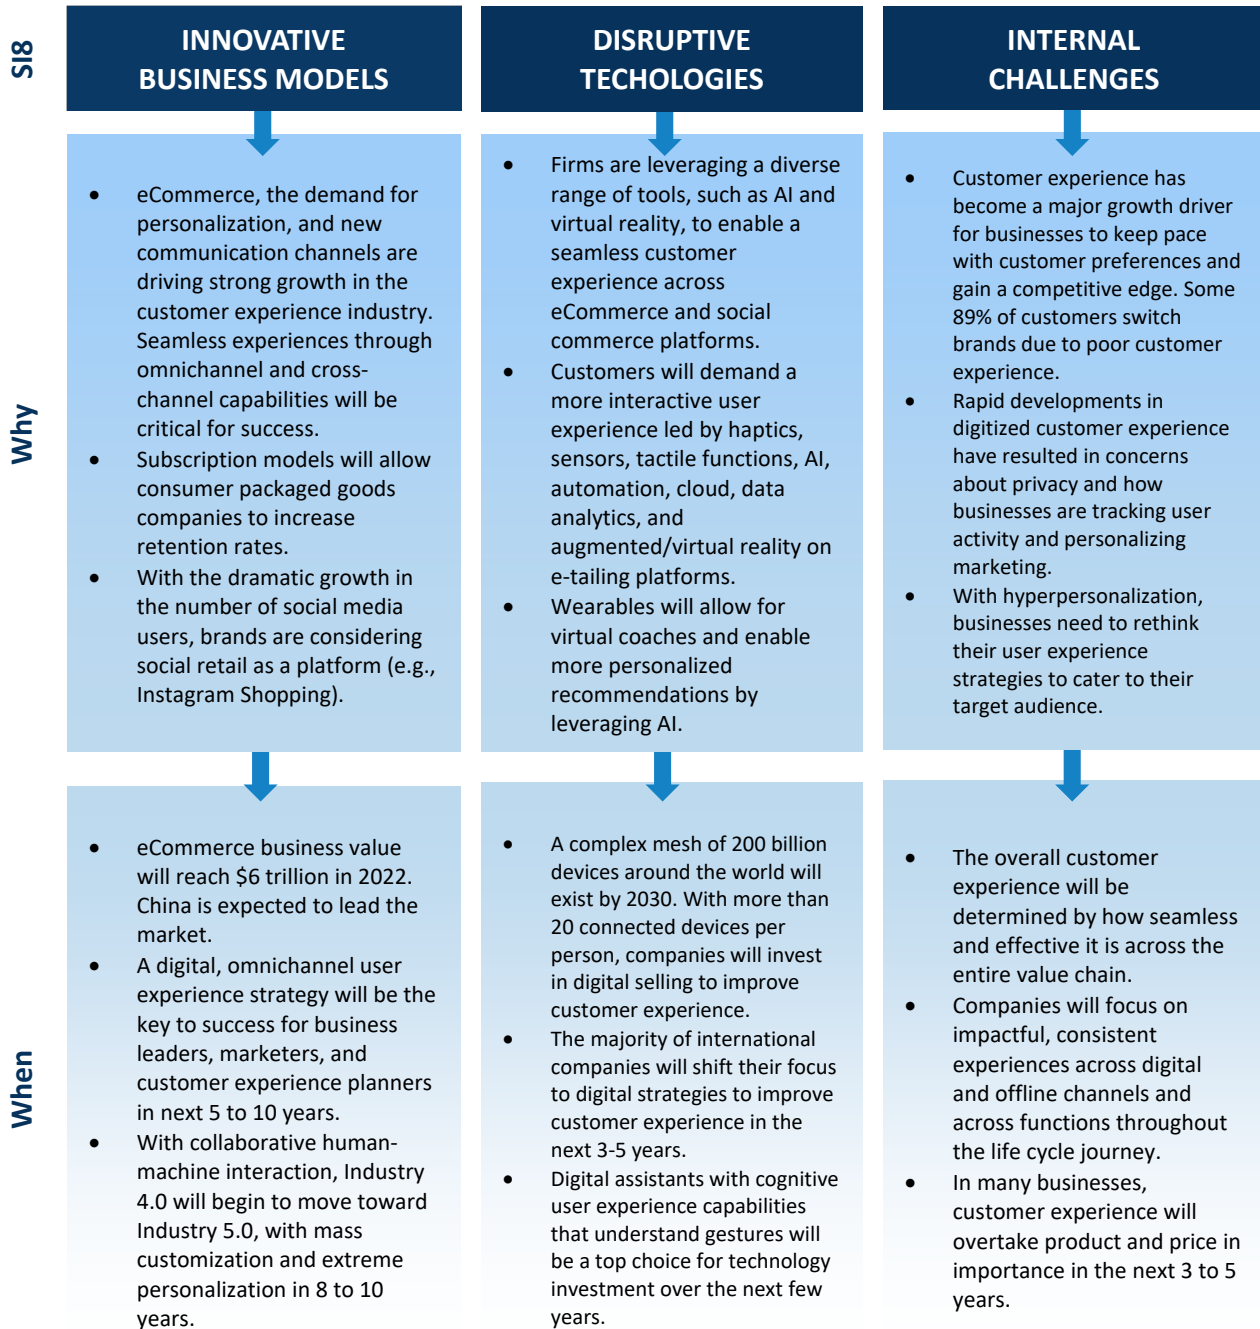 SI8
INNOVATIVE
BUSINESS MODELS
DISRUPTIVE
TECHOLOGIES
INTERNAL
CHALLENGES
Why
• eCommerce, the demand for
personalization, and new
communication channels are
driving strong growth in the
customer experience industry.
Seamless experiences through
omnichannel and cross-
channel capabilities will be
critical for success.
• Subscription models will allow
consumer packaged goods
companies to increase
retention rates.
• With the dramatic growth in
the number of social media
users, brands are considering
social retail as a platform (e.g.,
Instagram Shopping).
• Firms are leveraging a diverse
range of tools, such as AI and
virtual reality, to enable a
seamless customer
experience across
eCommerce and social
commerce platforms.
• Customers will demand a
more interactive user
experience led by haptics,
sensors, tactile functions, AI,
automation, cloud, data
analytics, and
augmented/virtual reality on
e-tailing platforms.
• Wearables will allow for
virtual coaches and enable
more personalized
recommendations by
leveraging AI.
• Customer experience has
become a major growth driver
for businesses to keep pace
with customer preferences and
gain a competitive edge. Some
89% of customers switch
brands due to poor customer
experience.
• Rapid developments in
digitized customer experience
have resulted in concerns
about privacy and how
businesses are tracking user
activity and personalizing
marketing.
• With hyperpersonalization,
businesses need to rethink
their user experience
strategies to cater to their
target audience.
When
• eCommerce business value
will reach $6 trillion in 2022.
China is expected to lead the
market.
• A digital, omnichannel user
experience strategy will be the
key to success for business
leaders, marketers, and
customer experience planners
in next 5 to 10 years.
• With collaborative human-
machine interaction, Industry
4.0 will begin to move toward
Industry 5.0, with mass
customization and extreme
personalization in 8 to 10
years.
• A complex mesh of 200 billion
devices around the world will
exist by 2030. With more than
20 connected devices per
person, companies will invest
in digital selling to improve
customer experience.
• The majority of international
companies will shift their focus
to digital strategies to improve
customer experience in the
next 3-5 years.
• Digital assistants with cognitive
user experience capabilities
that understand gestures will
be a top choice for technology
investment over the next few
years.
• The overall customer
experience will be
determined by how seamless
and effective it is across the
entire value chain.
• Companies will focus on
impactful, consistent
experiences across digital
and offline channels and
across functions throughout
the life cycle journey.
• In many businesses,
customer experience will
overtake product and price in
importance in the next 3 to 5
years.